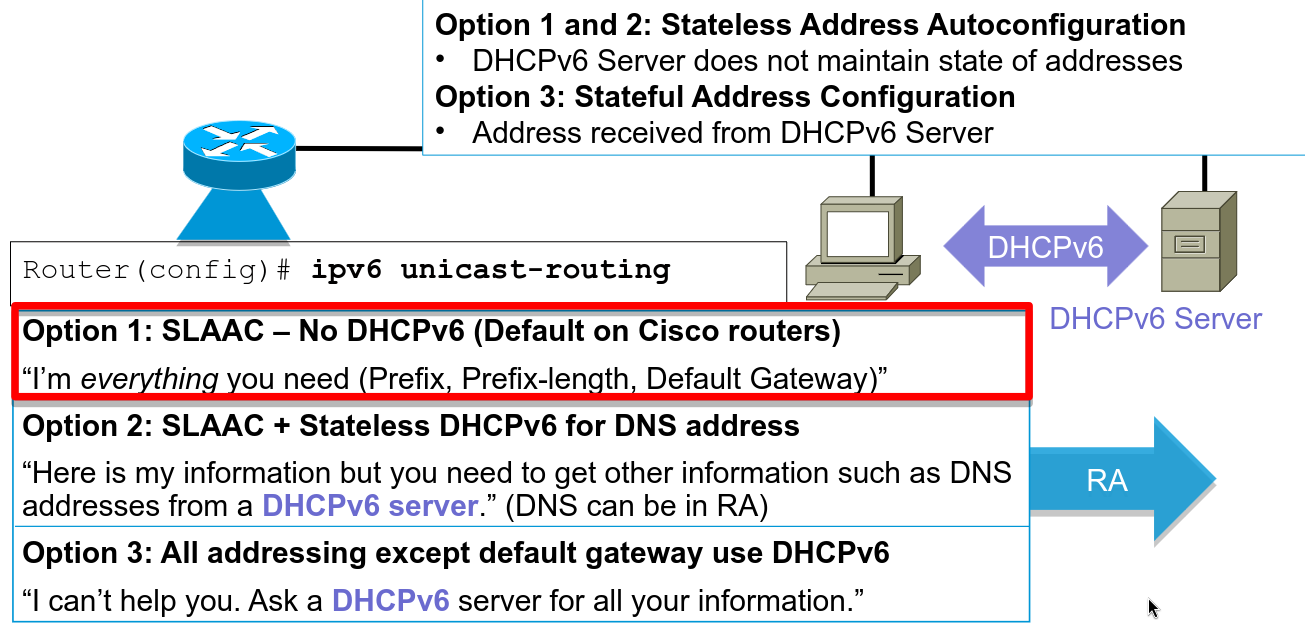 Option 1 and 2: Stateless Address Autoconfiguration
• DHCPv6 Server does not maintain state of addresses
Option 3: Stateful Address Configuration
• Address received from DHCPv6 Server
Router(config)# ipv6 unicast-routing
DHCPv6
DHCPv6 Server
Option 1: SLAAC – No DHCPv6 (Default on Cisco routers)
“I’m everything you need (Prefix, Prefix-length, Default Gateway)”
Option 2: SLAAC + Stateless DHCPv6 for DNS address
“Here is my information but you need to get other information such as DNS
addresses from a DHCPv6 server.” (DNS can be in RA)
RA
Option 3: All addressing except default gateway use DHCPv6
“I can’t help you. Ask a DHCPv6 server for all your information.”